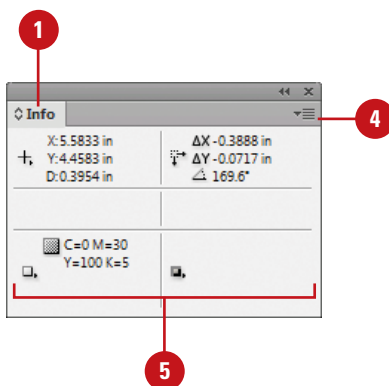 1
Info
4
X:5.5833 in
Y:4.4583 in
D:0.3954 in
ΔX -0.3888 in
ΔY -0.0717 in
169.6°
C=0 M=30
Y=100 K=5
5